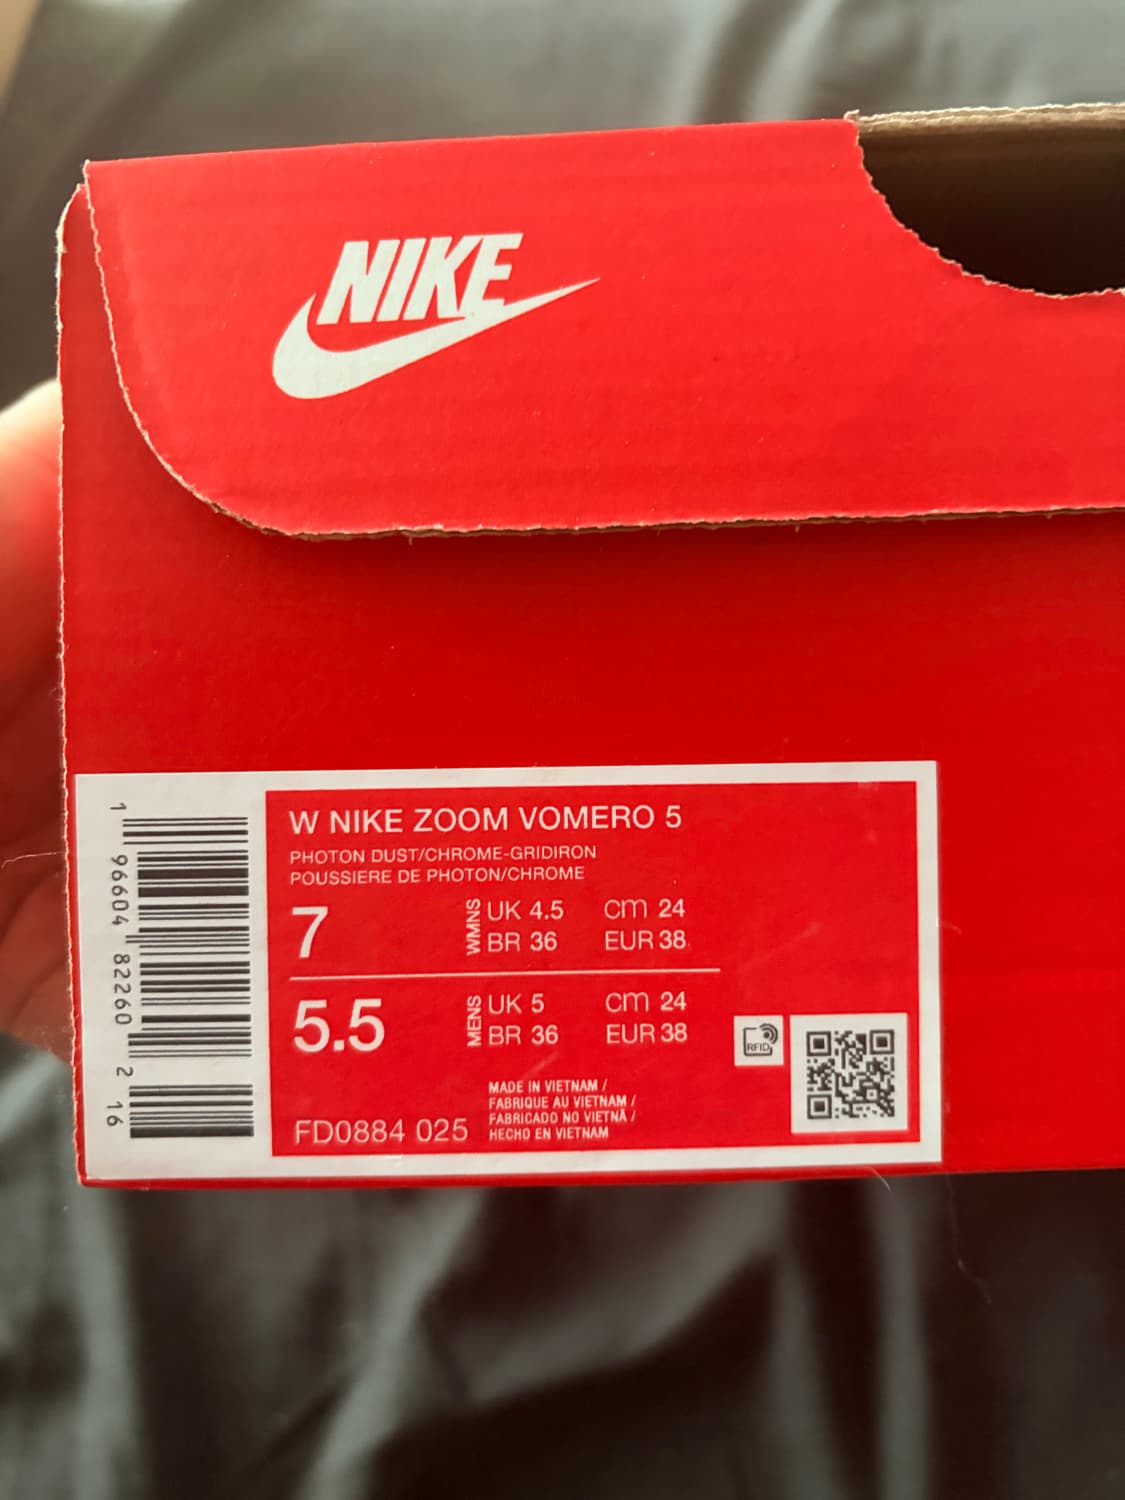 NIKE
1 96604 82260 2 16
W NIKE ZOOM VOMERO 5
PHOTON DUST/CHROME-GRIDIRON
POUSSIERE DE PHOTON/CHROME
7 WMNS UK 4.5 cm 24
BR 36 EUR 38
5.5 MENS UK 5 cm 24
BR 36 EUR 38
RFID
MADE IN VIETNAM /
FABRIQUE AU VIETNAM /
FABRICADO NO VIETNÃ /
HECHO EN VIETNAM
FD0884 025